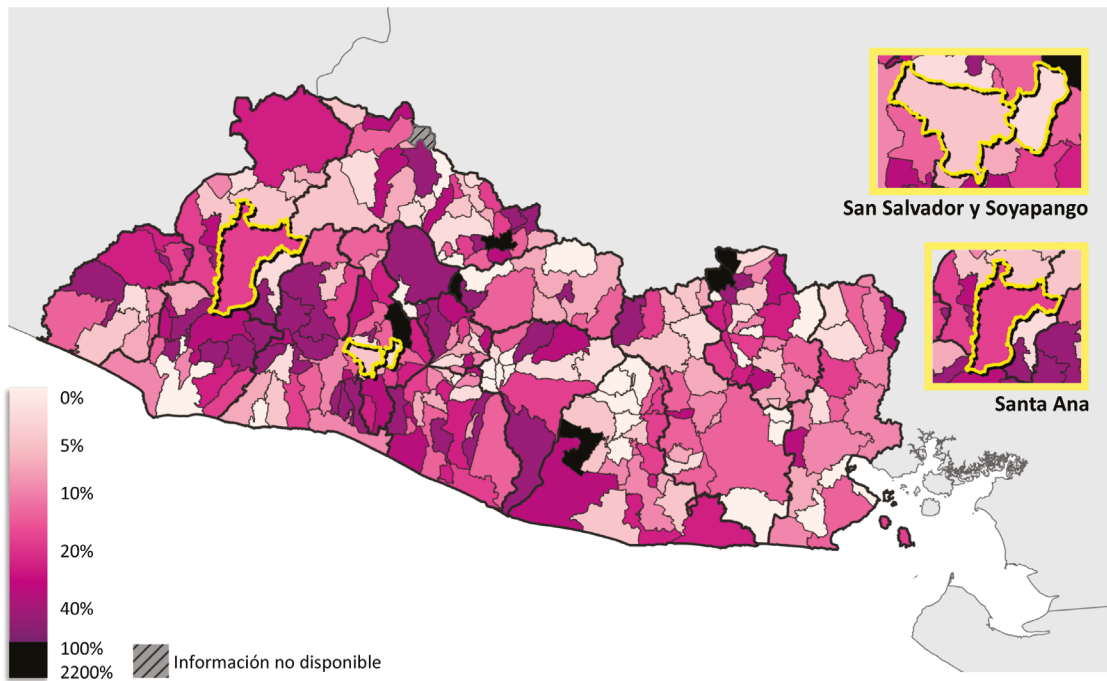 San Salvador y Soyapango
Santa Ana
0%
5%
10%
20%
40%
100%
2200%
Información no disponible